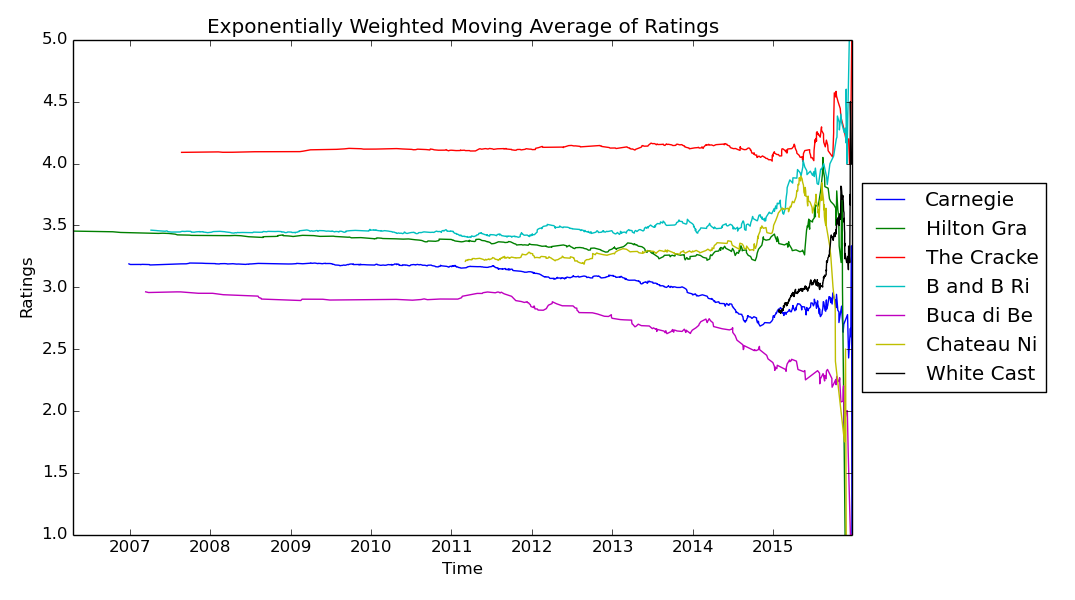 Exponentially Weighted Moving Average of Ratings
5.0
4.5
4.0
3.5
3.0
2.5
2.0
1.5
1.0
Ratings
2007 2008 2009 2010 2011 2012 2013 2014 2015
Time
Carnegie
Hilton Gra
The Cracke
B and B Ri
Buca di Be
Chateau Ni
White Cast